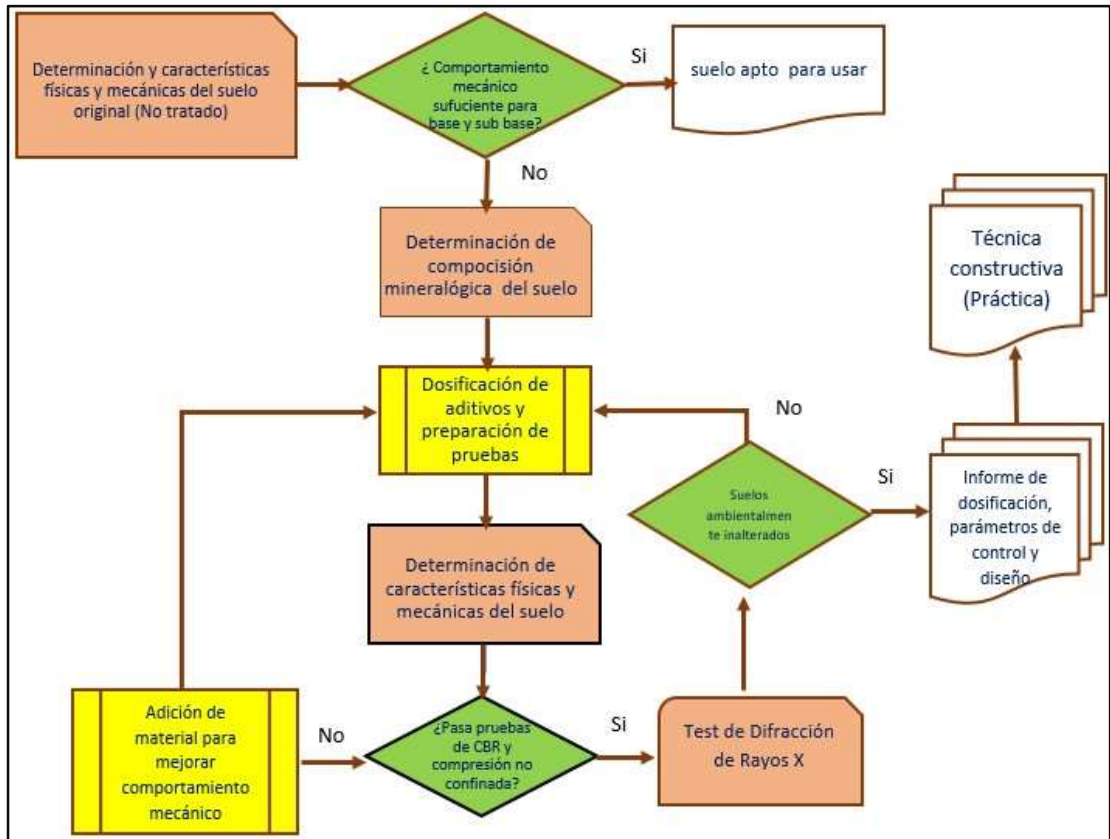 Determinación y características
físicas y mecánicas del suelo
original (No tratado)
¿ Comportamiento
mecánico
sufuciente para
base y sub base?
Si
suelo apto para usar
No
Determinación de
compocisión
mineralógica del suelo
Dosificación de
aditivos y
preparación de
pruebas
Determinación de
características físicas y
mecánicas del suelo
¿Pasa pruebas
de CBR y
compresión no
confinada?
No
Adición de
material para
mejorar
comportamiento
mecánico
Si
Test de Difracción
de Rayos X
Suelos
ambientalmen
te inalterados
No
Si
Informe de
dosificación,
parámetros de
control y
diseño
Técnica
constructiva
(Práctica)